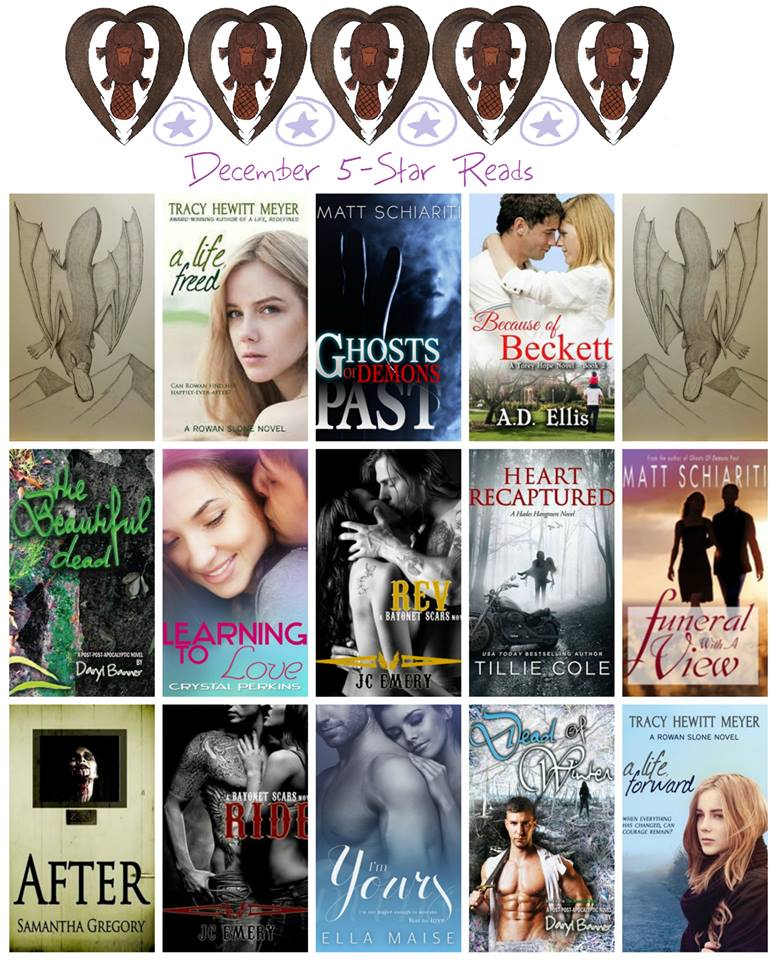 December 5-Star Reads
TRACY HEWITT MEYER
AWARD-WINNING AUTHOR OF A LIFE, REDEFINED
a life
freed
CAN ROWAN FIND HER
HAPPILY-EVER-AFTER?
A ROWAN SLONE NOVEL
MATT SCHIARITI
GHOSTS
OF DEMONS
PAST
Because of
Beckett
A Torey Hope Novel Book 3
A.D. Ellis
the
Beautiful
dead
A POST-POST-APOCALYPTIC NOVEL
BY
Daryl Banner
LEARNING
TO Love
CRYSTAL PERKINS
REV
A BAYONET SCARS NOV
JC EMERY
HEART
RECAPTURED
A Hades Hangmen Novel
USA TODAY BESTSELLING AUTHOR
TILLIE COLE
From the author of Ghosts Of Demons Past
MATT SCHIARITI
funeral
With A
View
AFTER
SAMANTHA GREGORY
A BAYONET SCARS NOV
RIDE
JC EMERY
I'm
Yours
ELLA MAISE
Dead of
Winter
A POST-POST-APOCALYPTIC NOVEL
Daryl Banner
TRACY HEWITT MEYER
A ROWAN SLONE NOVEL
a life,
forward
WHEN EVERYTHING
HAS CHANGED, CAN
COURAGE REMAIN?